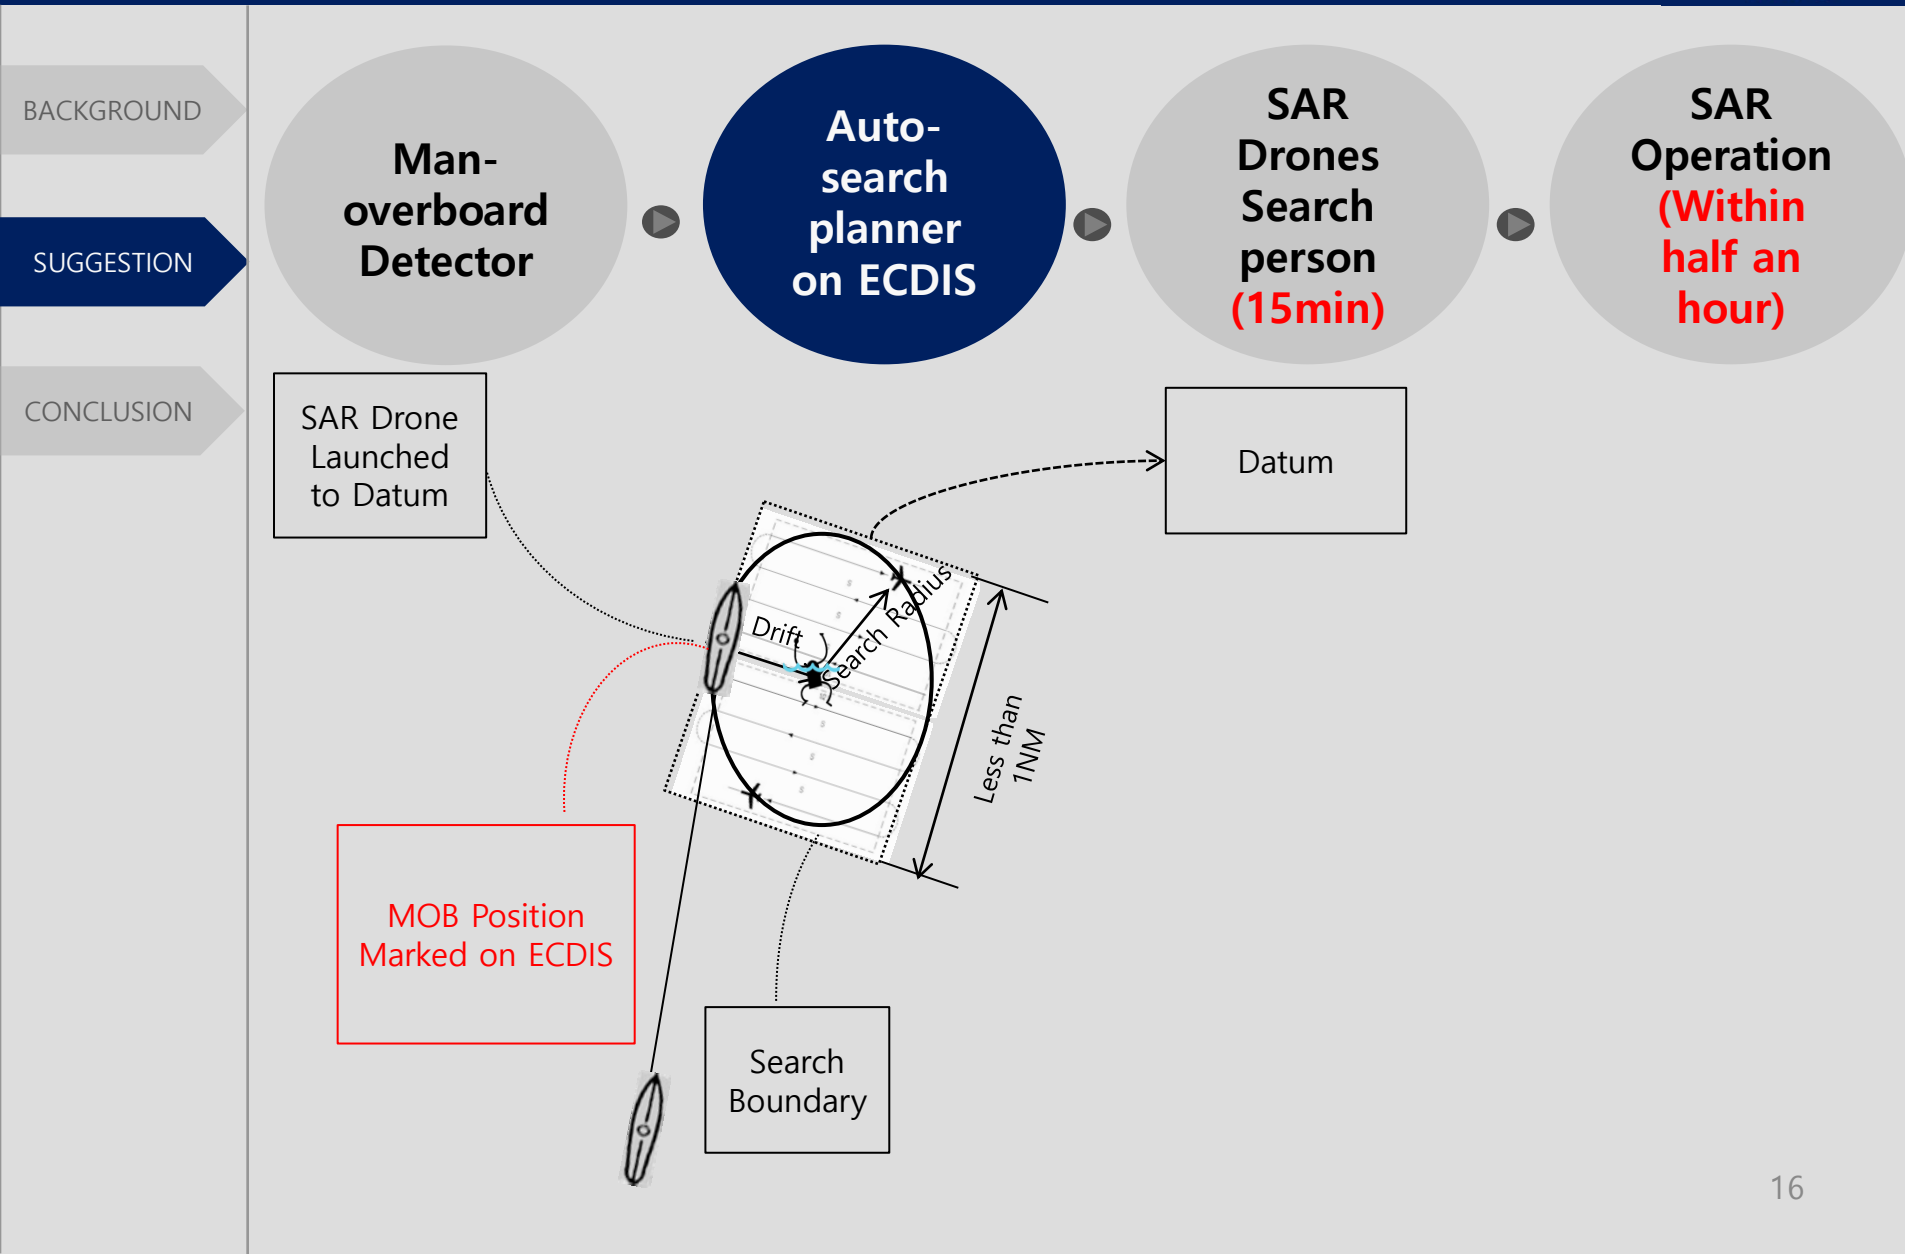 BACKGROUND
SUGGESTION
CONCLUSION
Man-
overboard
Detector
Auto-
search
planner
on ECDIS
SAR
Drones
Search
person
(15min)
SAR
Operation
(Within
half an
hour)
SAR Drone
Launched
to Datum
Datum
Drift
Search Radius
Less than
1NM
MOB Position
Marked on ECDIS
Search
Boundary
16